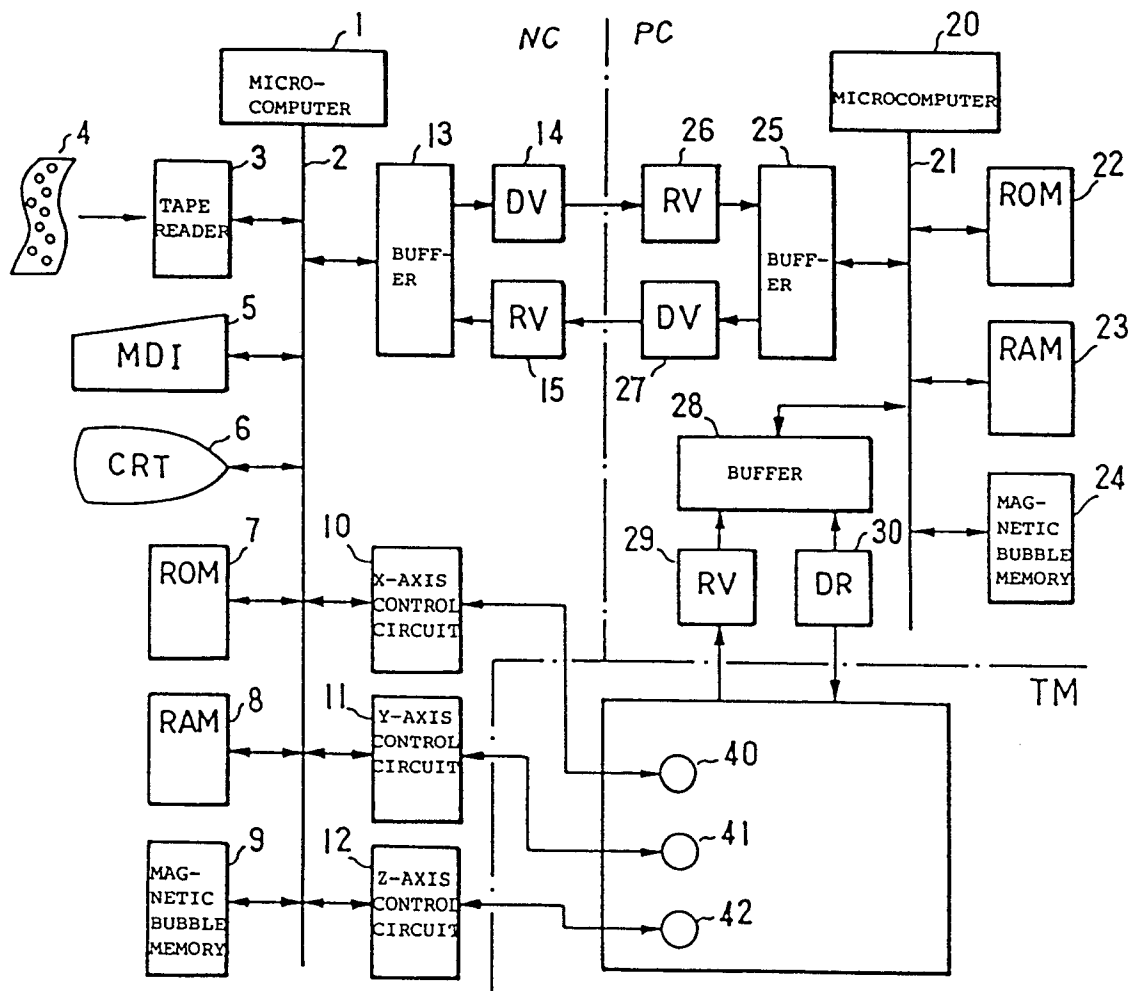 1
NC
PC
20
MICRO-
COMPUTER
MICROCOMPUTER
4
3
2
13
14
26
25
21
22
TAPE
READER
DV
RV
ROM
BUFF-
ER
BUFF-
ER
5
MDI
RV
DV
15
27
RAM
23
6
CRT
28
BUFFER
24
MAG-
NETIC
BUBBLE
MEMORY
7
ROM
10
X-AXIS
CONTROL
CIRCUIT
29
RV
30
DR
TM
8
RAM
11
Y-AXIS
CONTROL
CIRCUIT
40
41
9
MAG-
NETIC
BUBBLE
MEMORY
12
Z-AXIS
CONTROL
CIRCUIT
42